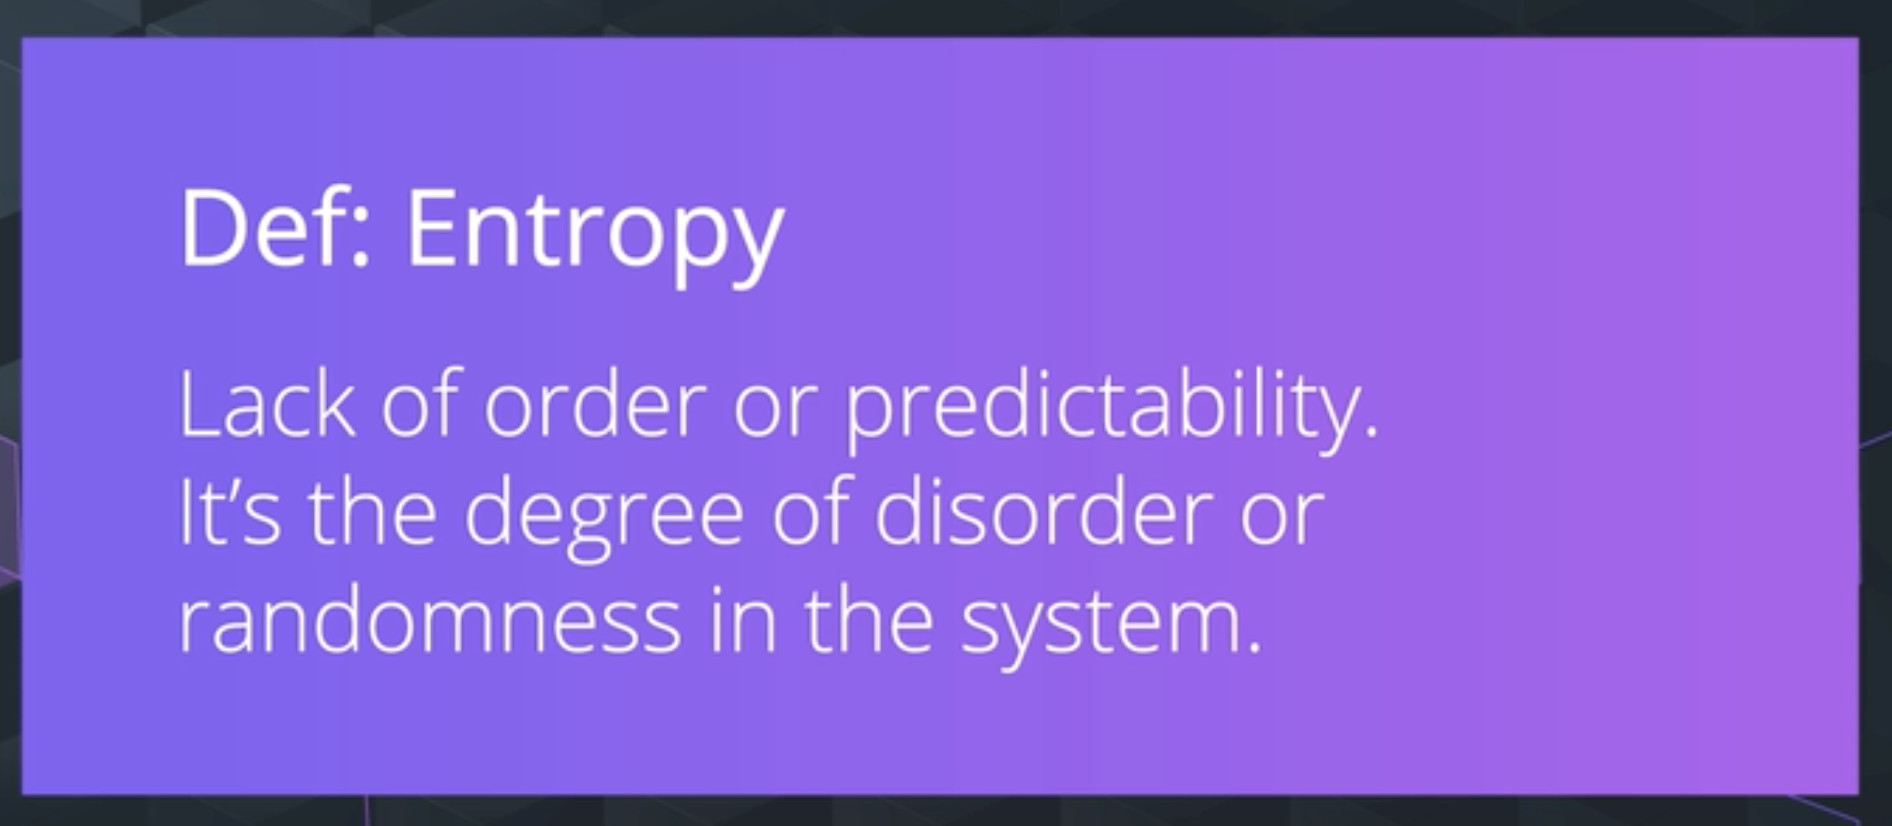 Def: Entropy
Lack of order or predictability.
It’s the degree of disorder or
randomness in the system.